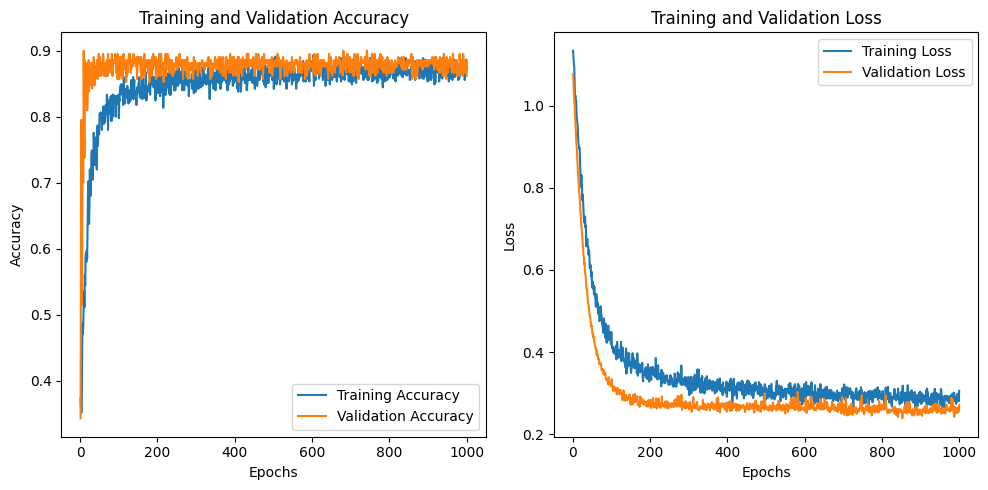 Training and Validation Accuracy
Accuracy
0.9
0.8
0.7
0.6
0.5
0.4
0
200
400
600
800
1000
Epochs
Training Accuracy
Validation Accuracy
Training and Validation Loss
Loss
1.0
0.8
0.6
0.4
0.2
0
200
400
600
800
1000
Epochs
Training Loss
Validation Loss